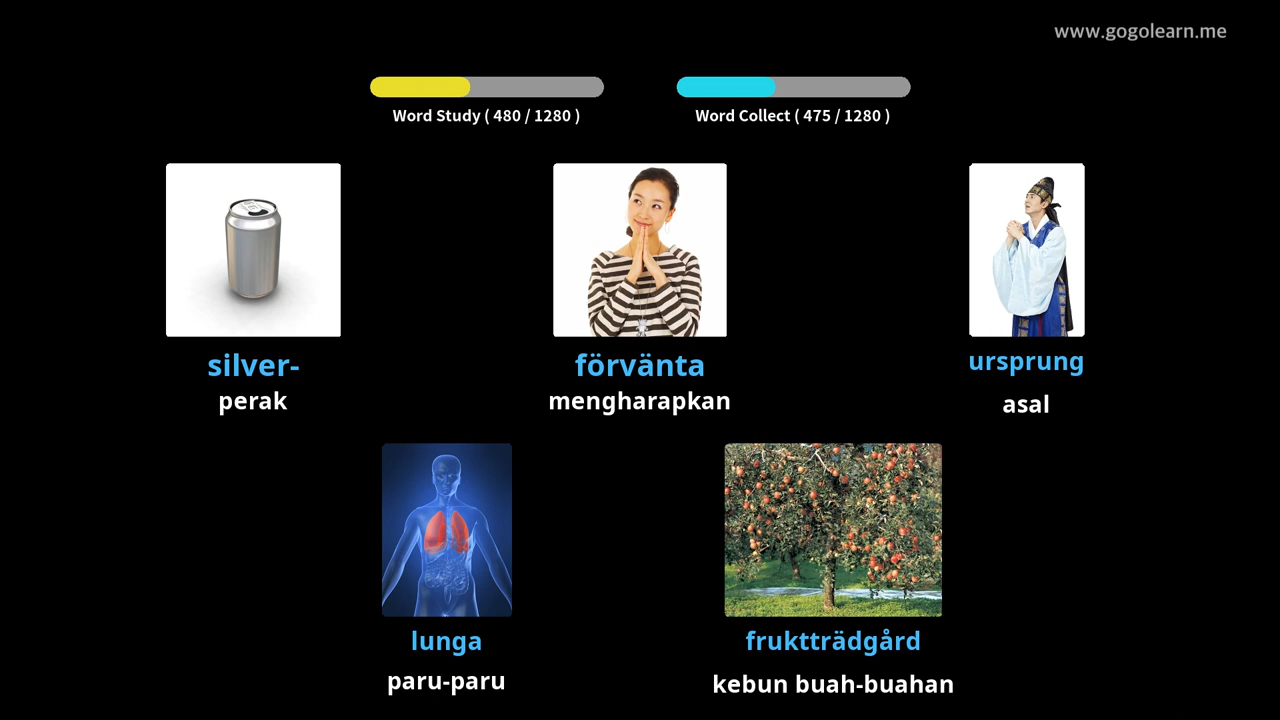 www.gogolearn.me
Word Study ( 480 / 1280 )
Word Collect ( 475 / 1280 )
silver-
perak
förvänta
mengharapkan
ursprung
asal
lunga
paru-paru
fruktträdgård
kebun buah-buahan